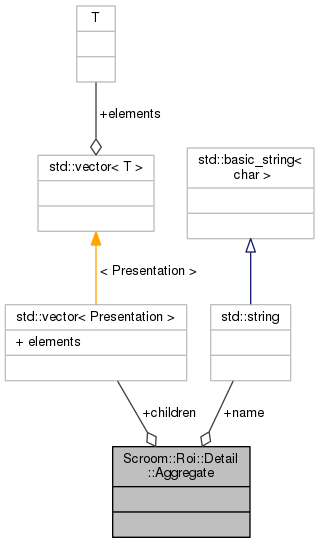 T
+elements
std::vector< T >
std::basic_string<
char >
< Presentation >
std::vector< Presentation >
+ elements
std::string
+children
+name
Scroom::Roi::Detail
::Aggregate